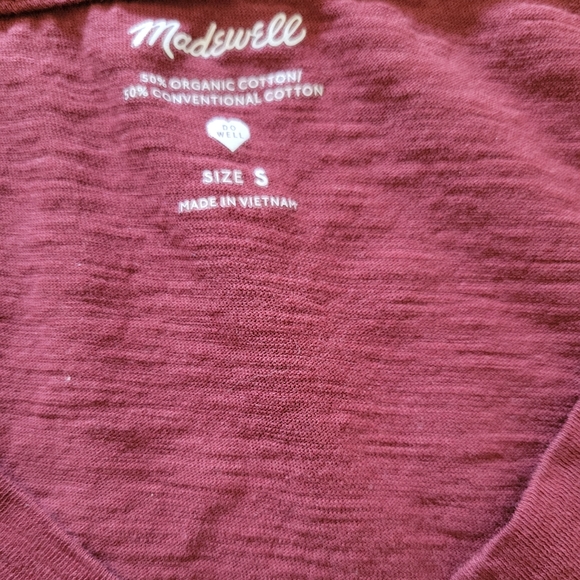 Madewell
50% ORGANIC COTTON/
50% CONVENTIONAL COTTON
DO
WELL
SIZE S
MADE IN VIETNAM